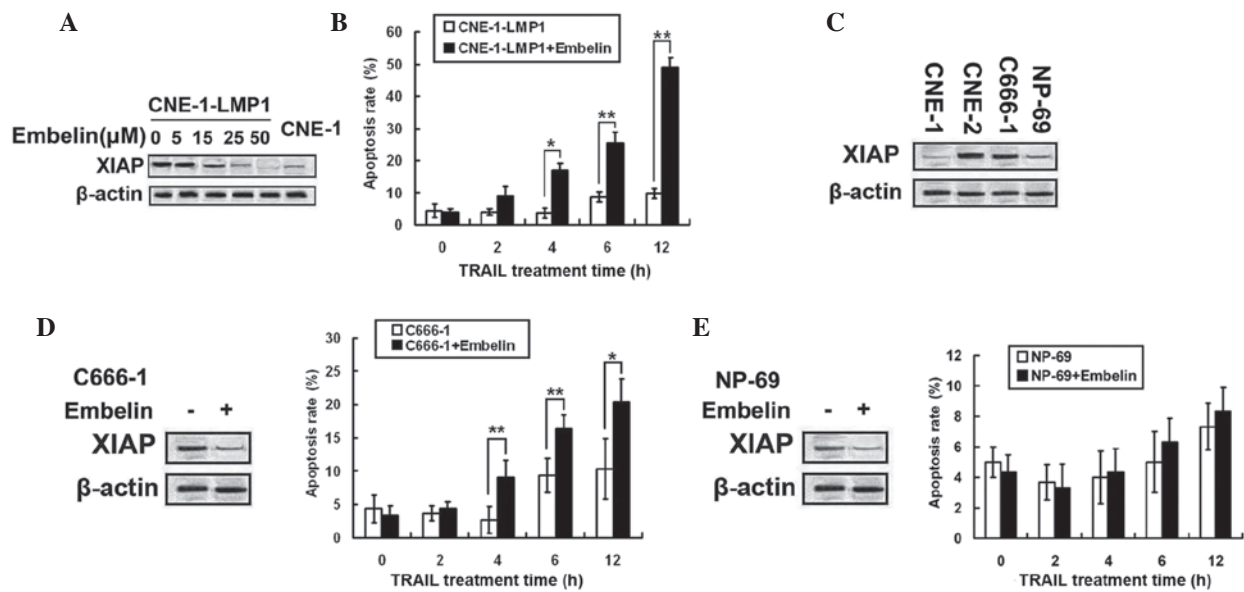 A
CNE-1-LMP1
Embelin(μM) 0 5 15 25 50 CNE-1
XIAP
β-actin
B
CNE-1-LMP1
CNE-1-LMP1+Embelin
Apoptosis rate (%)
60
50
40
30
20
10
0
*
**
**
0 2 4 6 12
TRAIL treatment time (h)
C
CNE-1
CNE-2
C666-1
NP-69
XIAP
β-actin
D
C666-1
Embelin - +
XIAP
β-actin
C666-1
C666-1+Embelin
Apoptosis rate (%)
30
25
20
15
10
5
0
**
**
*
0 2 4 6 12
TRAIL treatment time (h)
E
NP-69
Embelin - +
XIAP
β-actin
NP-69
NP-69+Embelin
Apoptosis rate (%)
12
10
8
6
4
2
0
0 2 4 6 12
TRAIL treatment time (h)